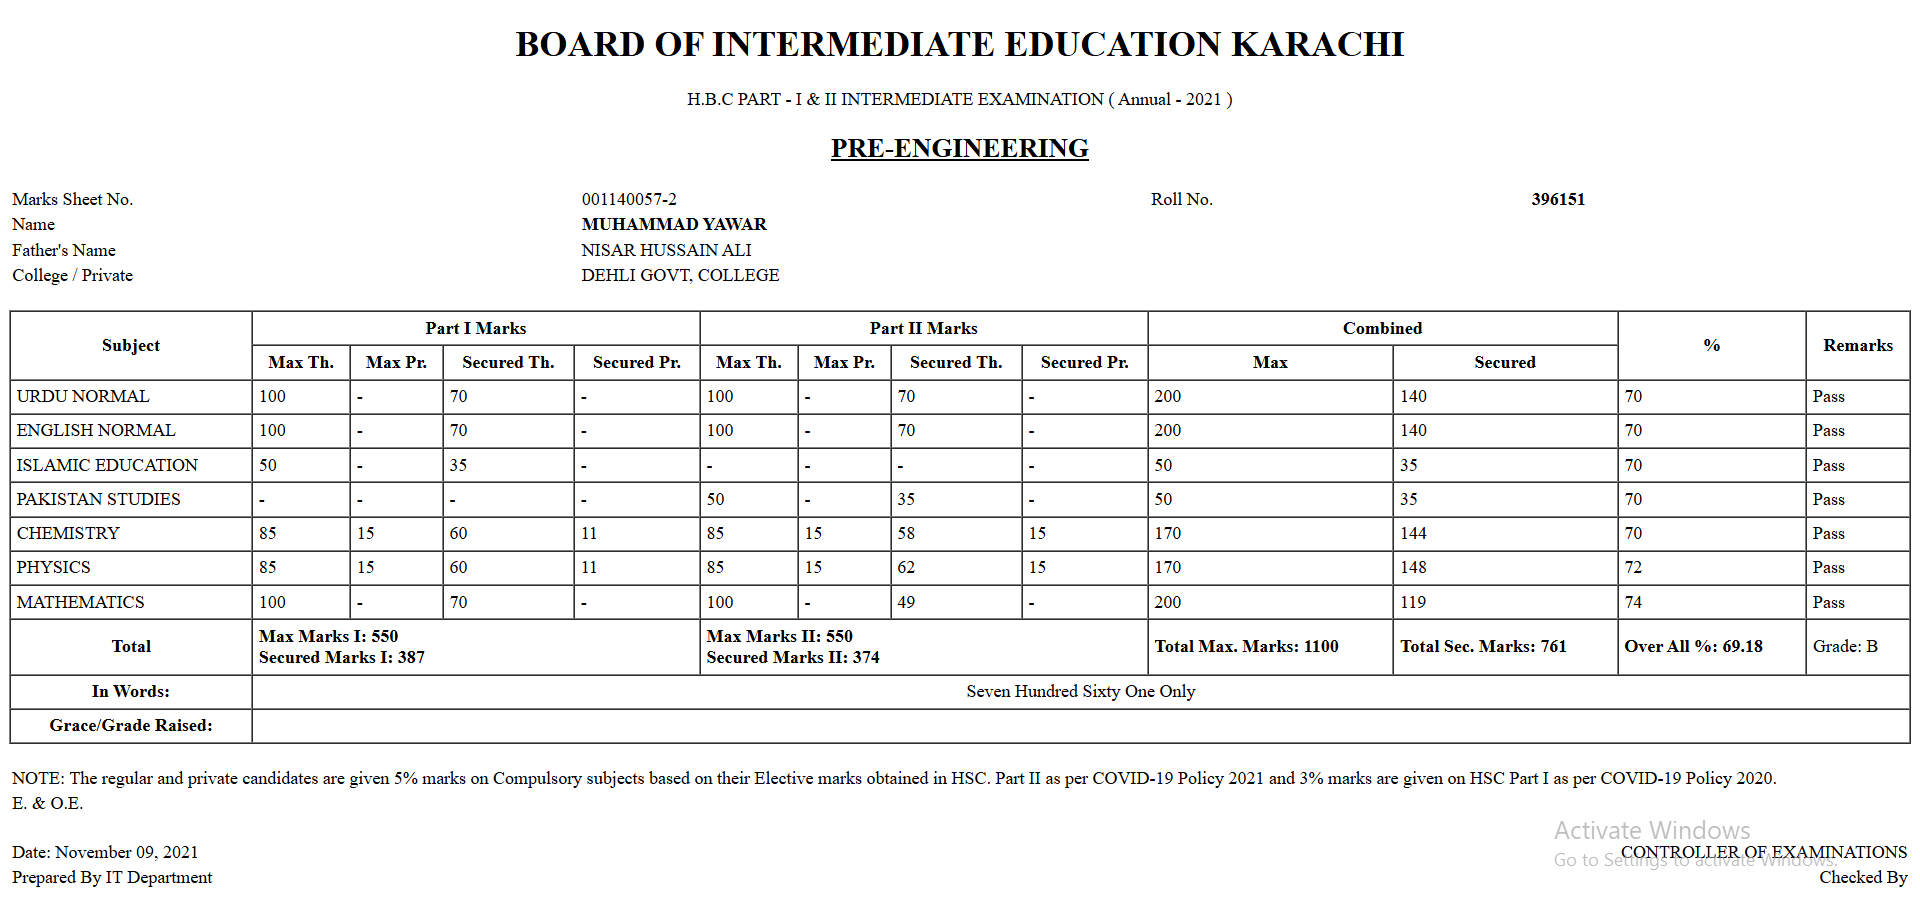 BOARD OF INTERMEDIATE EDUCATION KARACHI
H.B.C PART - I & II INTERMEDIATE EXAMINATION ( Annual - 2021 )
PRE-ENGINEERING
Marks Sheet No. 001140057-2 Roll No. 396151
Name MUHAMMAD YAWAR
Father's Name NISAR HUSSAIN ALI
College / Private DEHLI GOVT, COLLEGE
Subject Part I Marks Part II Marks Combined % Remarks
Max Th. Max Pr. Secured Th. Secured Pr. Max Th. Max Pr. Secured Th. Secured Pr. Max Secured
URDU NORMAL 100 - 70 - 100 - 70 - 200 140 70 Pass
ENGLISH NORMAL 100 - 70 - 100 - 70 - 200 140 70 Pass
ISLAMIC EDUCATION 50 - 35 - - - - - 50 35 70 Pass
PAKISTAN STUDIES - - - - 50 - 35 - 50 35 70 Pass
CHEMISTRY 85 15 60 11 85 15 58 15 170 144 70 Pass
PHYSICS 85 15 60 11 85 15 62 15 170 148 72 Pass
MATHEMATICS 100 - 70 - 100 - 49 - 200 119 74 Pass
Total Max Marks I: 550 Max Marks II: 550 Total Max. Marks: 1100 Total Sec. Marks: 761 Over All %: 69.18 Grade: B
Secured Marks I: 387 Secured Marks II: 374
In Words: Seven Hundred Sixty One Only
Grace/Grade Raised:
NOTE: The regular and private candidates are given 5% marks on Compulsory subjects based on their Elective marks obtained in HSC. Part II as per COVID-19 Policy 2021 and 3% marks are given on HSC Part I as per COVID-19 Policy 2020.
E. & O.E.
Activate Windows
Go to Settings to activate Windows.
Date: November 09, 2021 CONTROLLER OF EXAMINATIONS
Prepared By IT Department Checked By